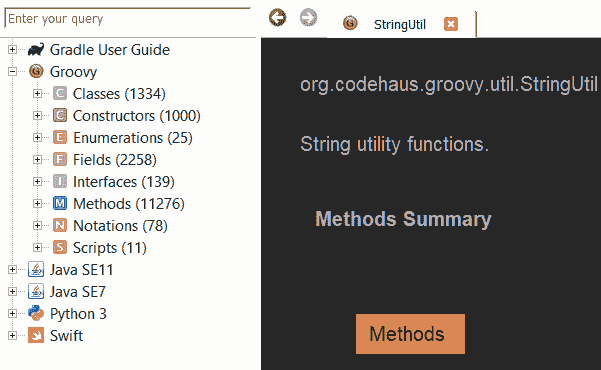 Enter your query
Gradle User Guide
Groovy
C Classes (1334)
C Constructors (1000)
E Enumerations (25)
F Fields (2258)
I Interfaces (139)
M Methods (11276)
N Notations (78)
S Scripts (11)
Java SE11
Java SE7
Python 3
Swift
G StringUtil
org.codehaus.groovy.util.StringUtil
String utility functions.
Methods Summary
Methods